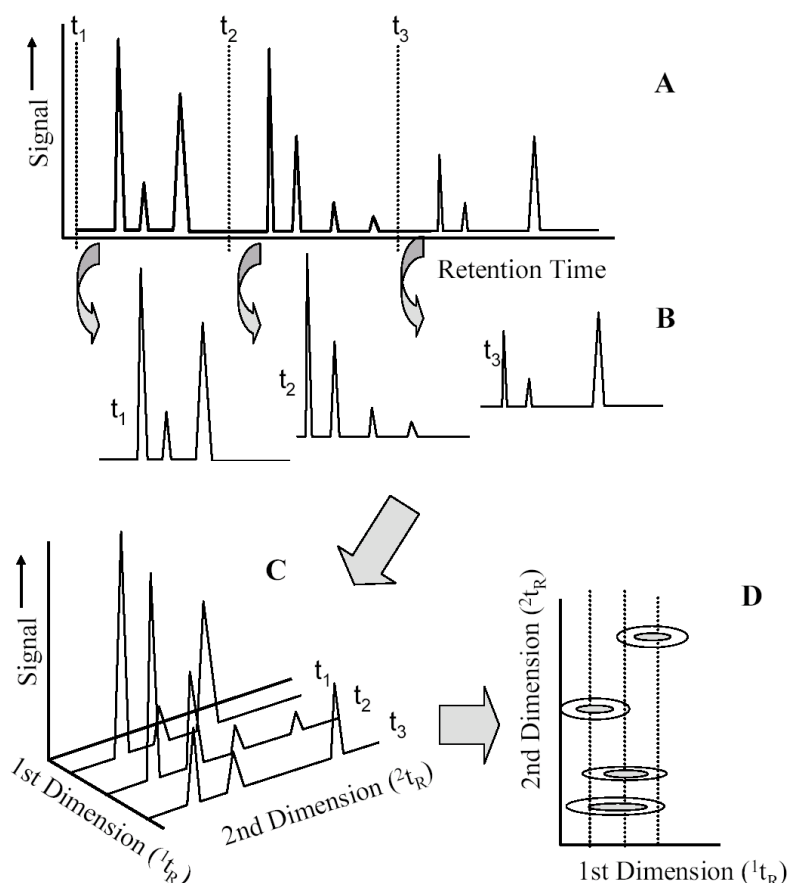 t₁
t₂
t₃
A
Signal
Retention Time
B
t₁
t₂
t₃
C
Signal
t₁
t₂
t₃
1st Dimension (¹tR)
2nd Dimension (²tR)
D
2nd Dimension (²tR)
1st Dimension (¹tR)